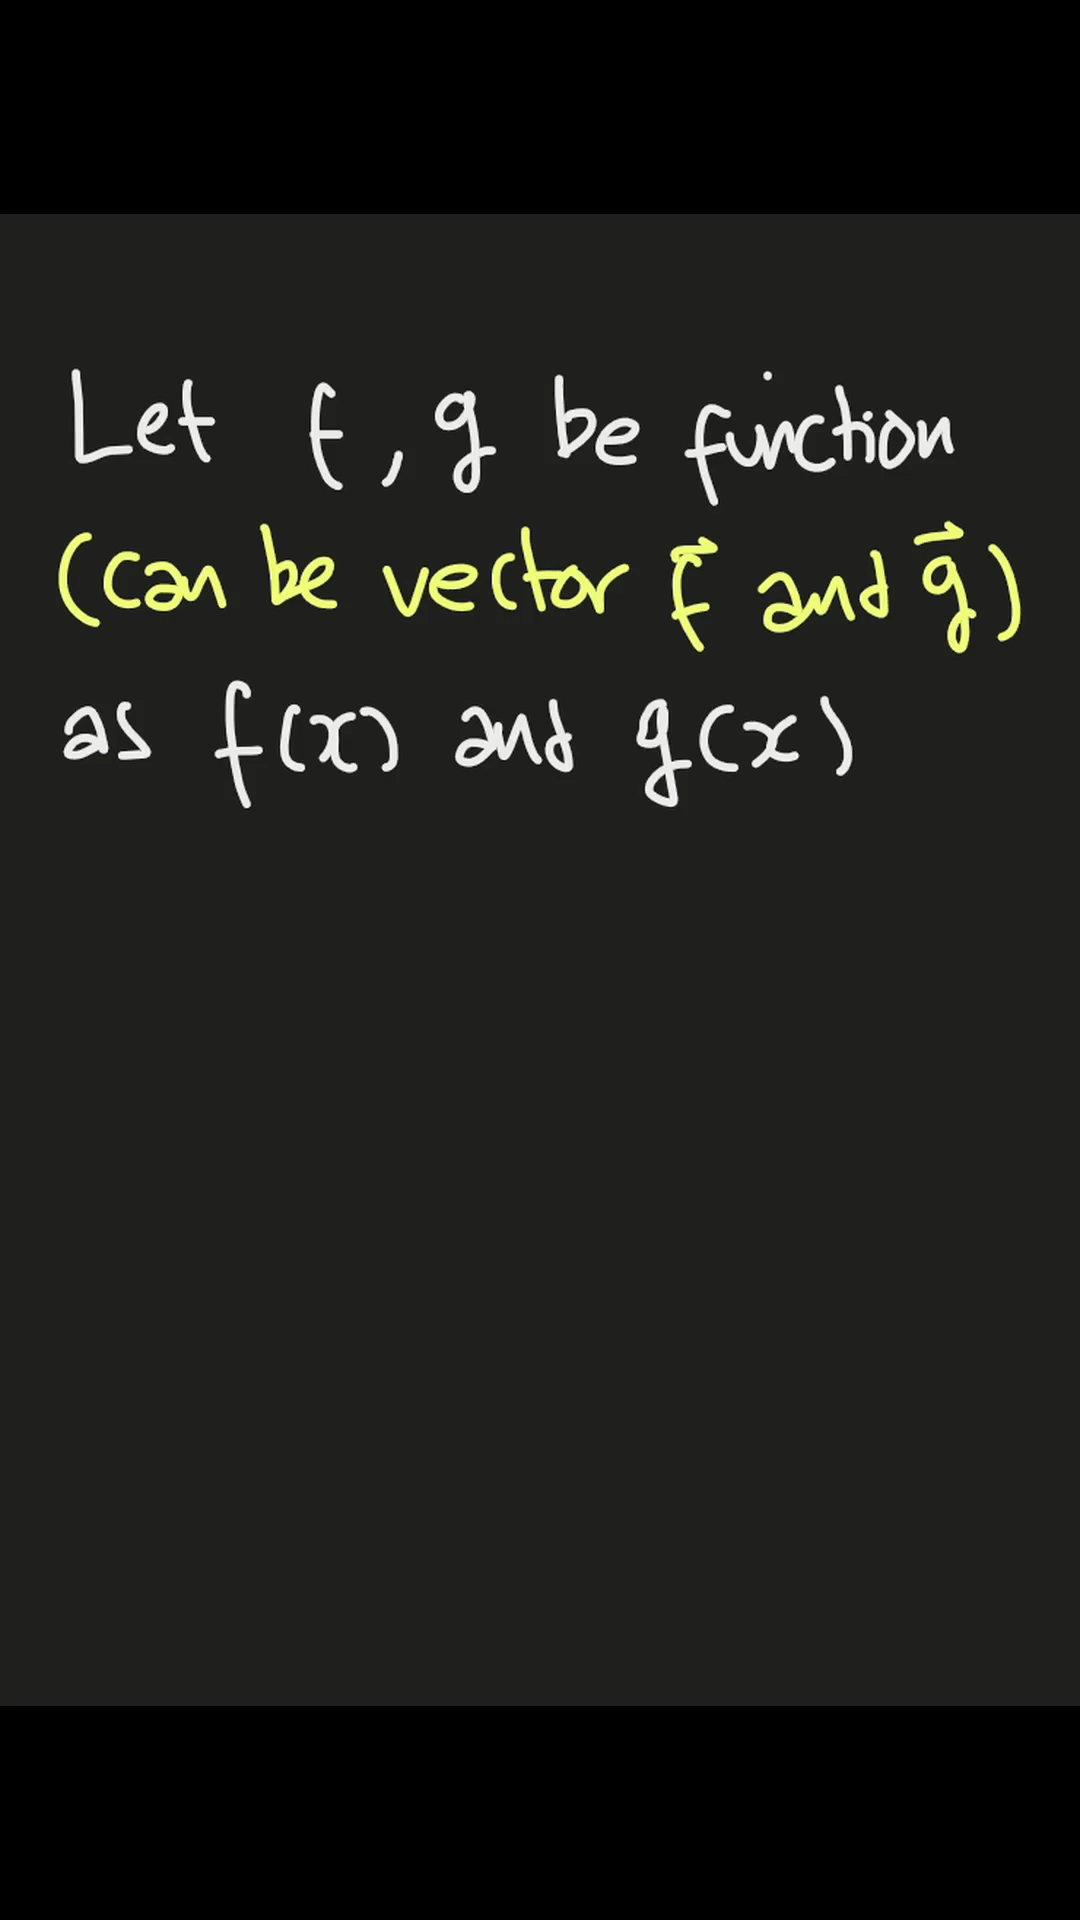 Let f, g be function
(can be vector f⃗ and g⃗)
as f(x) and g(x)